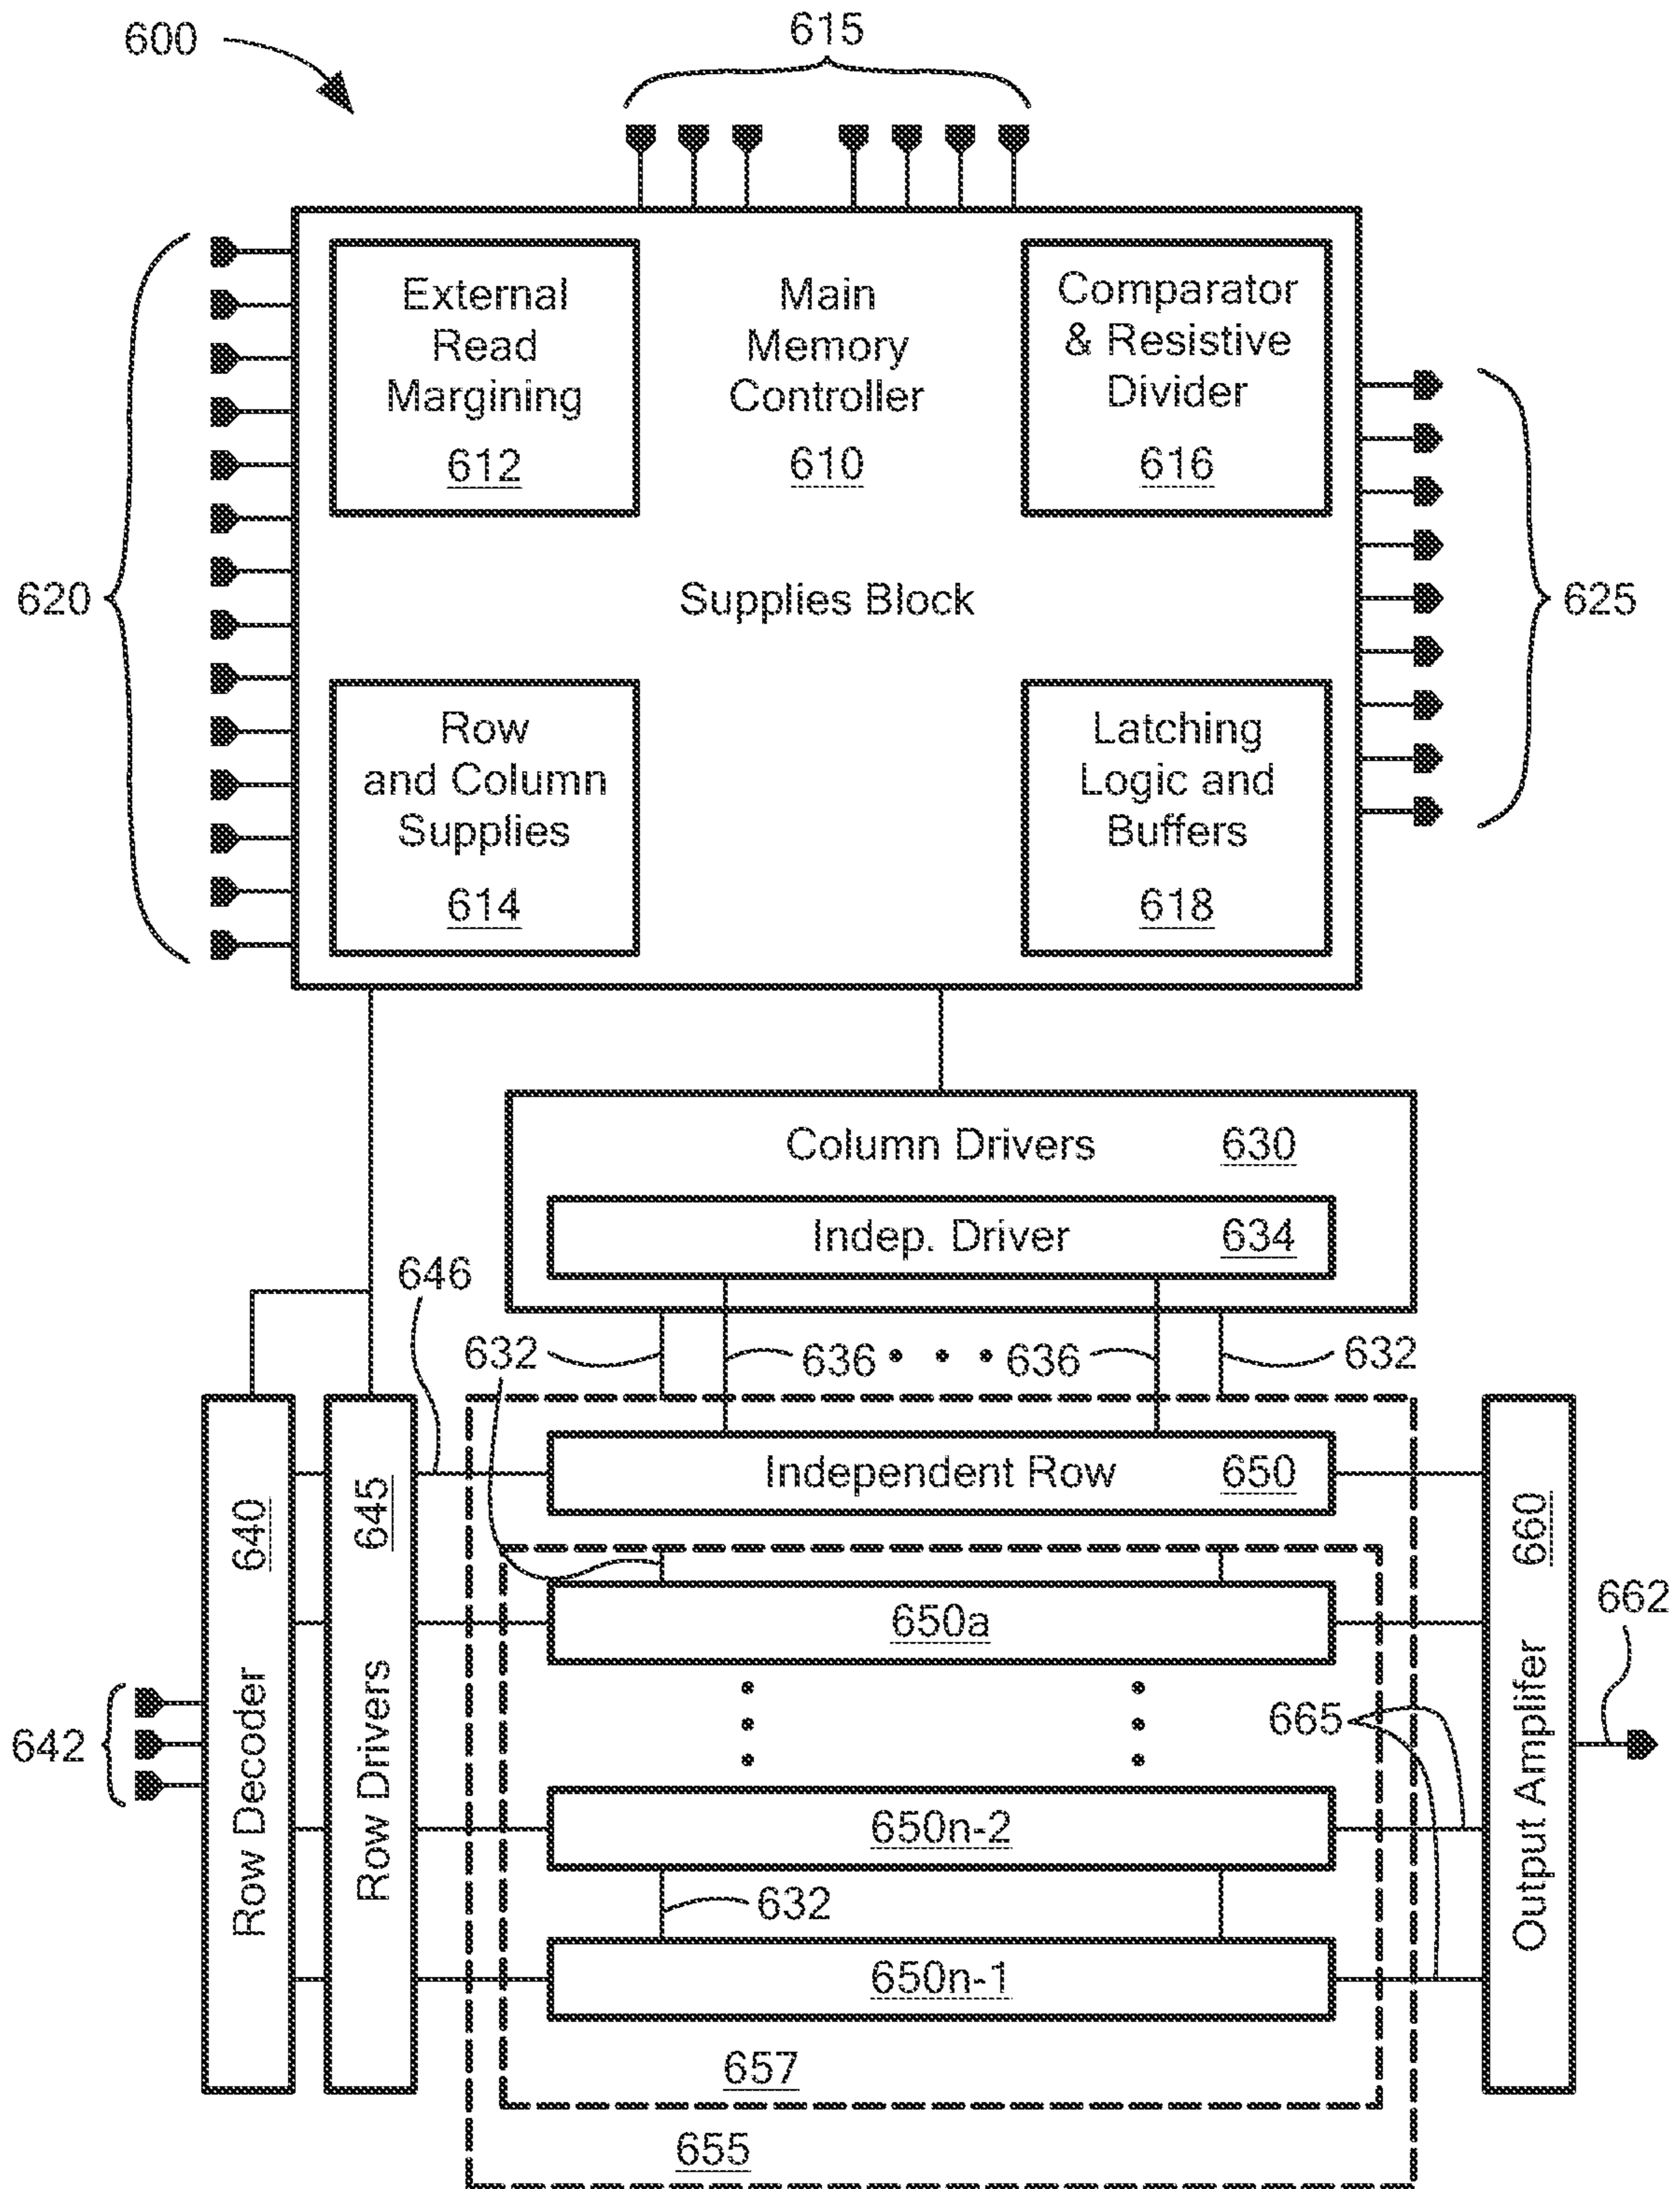 600
615
External
Read
Margining
612
Main
Memory
Controller
610
Comparator
& Resistive
Divider
616
620
Supplies Block
625
Row
and Column
Supplies
614
Latching
Logic and
Buffers
618
Column Drivers 630
Indep. Driver 634
646
632
636 • • • 636
632
Independent Row 650
Row Decoder 640
Row Drivers 645
Output Amplifer 660
650a
662
665
642
650n-2
632
650n-1
657
655